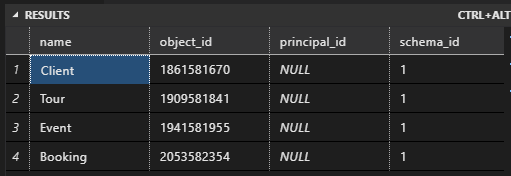 RESULTS CTRL+ALT
name object_id principal_id schema_id
1 Client 1861581670 NULL 1
2 Tour 1909581841 NULL 1
3 Event 1941581955 NULL 1
4 Booking 2053582354 NULL 1